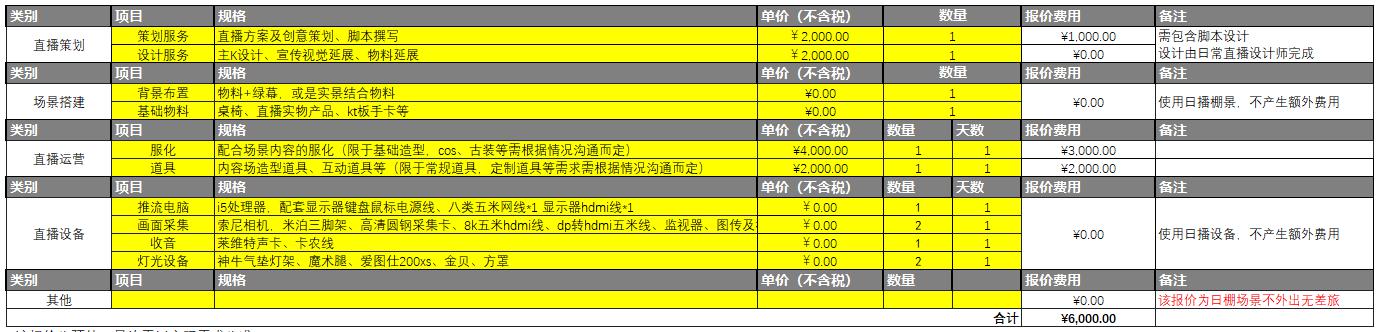 类别 项目 规格 单价（不含税） 数量 报价费用 备注
直播策划 策划服务 直播方案及创意策划、脚本撰写 ￥2,000.00 1 ¥1,000.00 需包含脚本设计
设计服务 主K设计、宣传视觉延展、物料延展 ￥2,000.00 1 ¥0.00 设计由日常直播设计师完成
类别 项目 规格 单价（不含税） 数量 报价费用 备注
场景搭建 背景布置 物料+绿幕，或是实景结合物料 ¥0.00 1 ¥0.00 使用日播棚景，不产生额外费用
基础物料 桌椅、直播实物产品、kt板手卡等 ¥0.00 1
类别 项目 规格 单价（不含税） 数量 天数 报价费用 备注
直播运营 服化 配合场景内容的服化（限于基础造型，cos、古装等需根据情况沟通而定） ¥4,000.00 1 1 ¥3,000.00
道具 内容场造型道具、互动道具等（限于常规道具，定制道具等需求需根据情况沟通而定） ¥2,000.00 1 1 ¥2,000.00
类别 项目 规格 单价（不含税） 数量 天数 报价费用 备注
直播设备 推流电脑 i5处理器，配套显示器键盘鼠标电源线、八类五米网线*1 显示器hdmi线*1 ￥0.00 1 1 ¥0.00 使用日播设备，不产生额外费用
画面采集 索尼相机，米泊三脚架、高清圆钢采集卡、8k五米hdmi线、dp转hdmi五米线、监视器、图传及 ￥0.00 2 1
收音 莱维特声卡、卡农线 ￥0.00 1 1
灯光设备 神牛气垫灯架、魔术腿、爱图仕200xs、金贝、方罩 ￥0.00 2 1
类别 项目 规格 单价（不含税） 数量 天数 报价费用 备注
其他 ¥0.00 该报价为日棚场景不外出无差旅
合计 ¥6,000.00